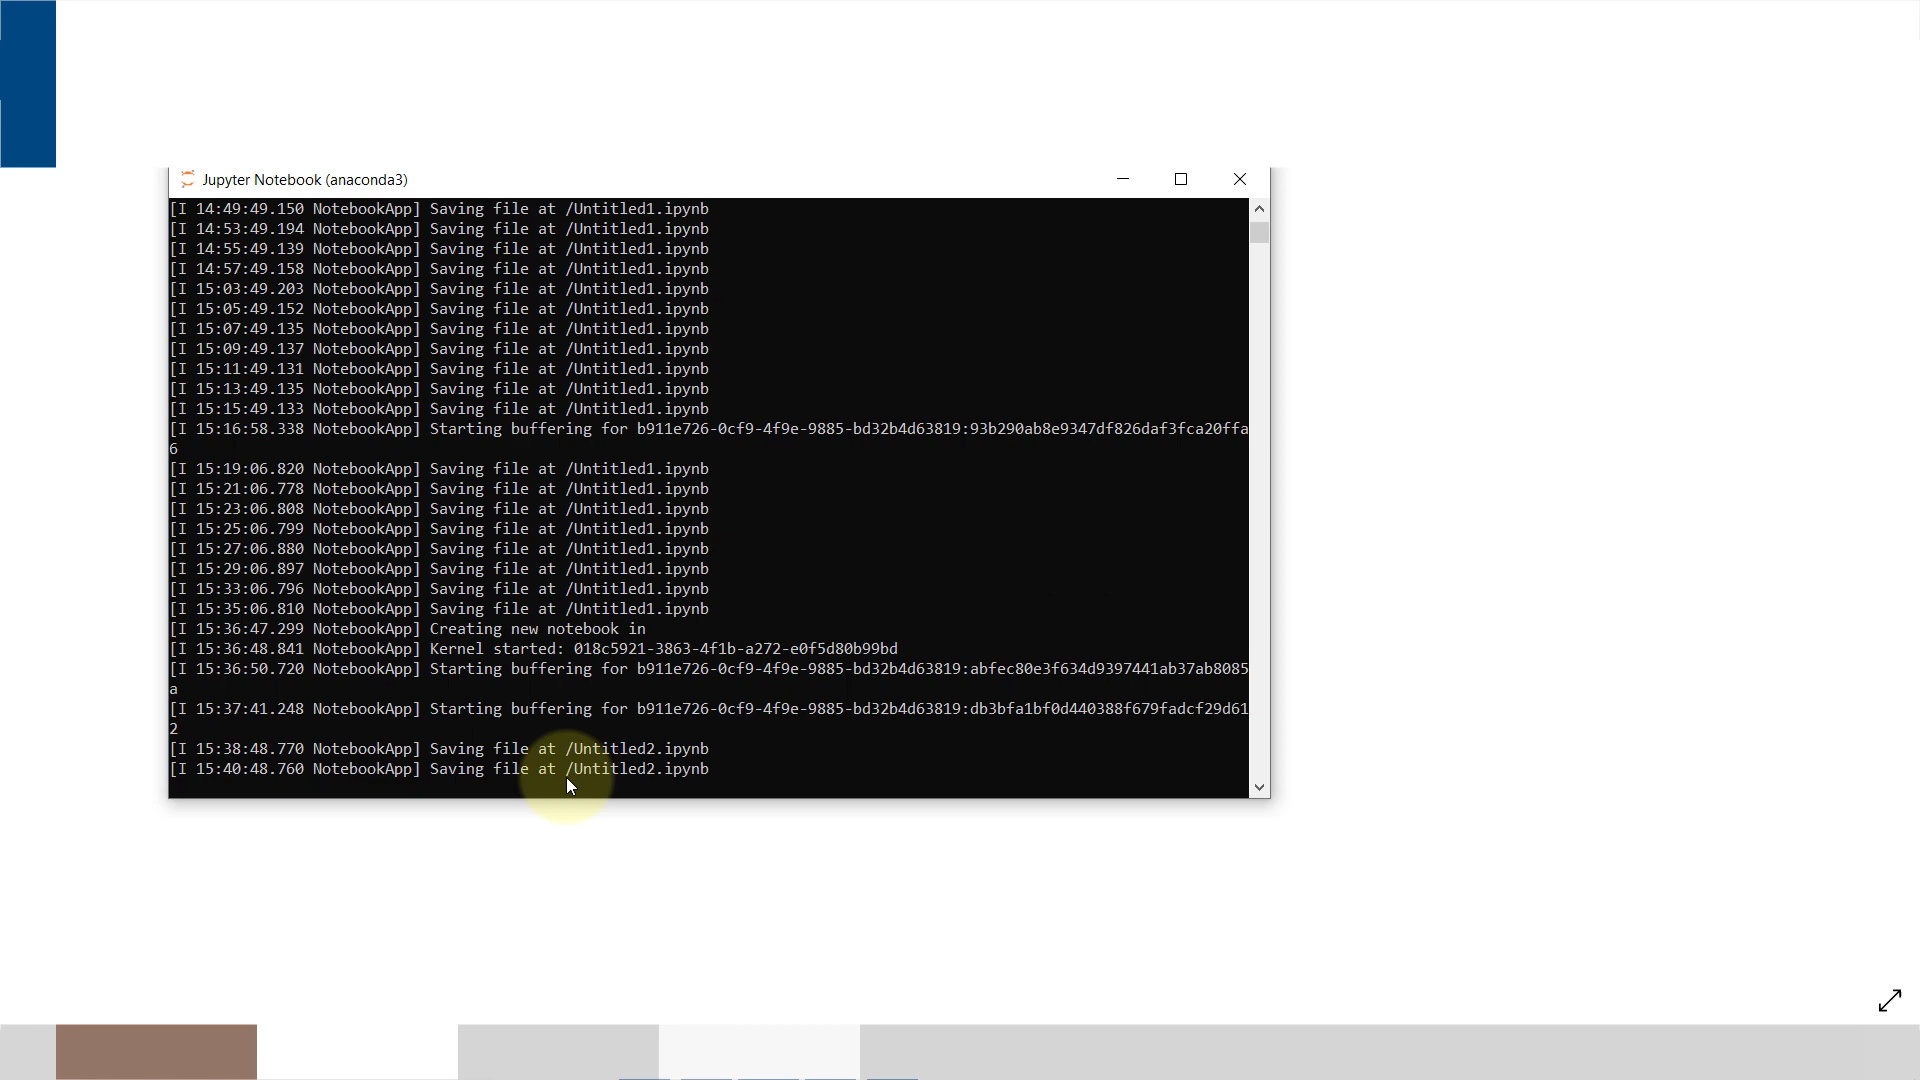 Jupyter Notebook (anaconda3)
[I 14:49:49.150 NotebookApp] Saving file at /Untitled1.ipynb
[I 14:53:49.194 NotebookApp] Saving file at /Untitled1.ipynb
[I 14:55:49.139 NotebookApp] Saving file at /Untitled1.ipynb
[I 14:57:49.158 NotebookApp] Saving file at /Untitled1.ipynb
[I 15:03:49.203 NotebookApp] Saving file at /Untitled1.ipynb
[I 15:05:49.152 NotebookApp] Saving file at /Untitled1.ipynb
[I 15:07:49.135 NotebookApp] Saving file at /Untitled1.ipynb
[I 15:09:49.137 NotebookApp] Saving file at /Untitled1.ipynb
[I 15:11:49.131 NotebookApp] Saving file at /Untitled1.ipynb
[I 15:13:49.135 NotebookApp] Saving file at /Untitled1.ipynb
[I 15:15:49.133 NotebookApp] Saving file at /Untitled1.ipynb
[I 15:16:58.338 NotebookApp] Starting buffering for b911e726-0cf9-4f9e-9885-bd32b4d63819:93b290ab8e9347df826daf3fca20ffa
6
[I 15:19:06.820 NotebookApp] Saving file at /Untitled1.ipynb
[I 15:21:06.778 NotebookApp] Saving file at /Untitled1.ipynb
[I 15:23:06.808 NotebookApp] Saving file at /Untitled1.ipynb
[I 15:25:06.799 NotebookApp] Saving file at /Untitled1.ipynb
[I 15:27:06.880 NotebookApp] Saving file at /Untitled1.ipynb
[I 15:29:06.897 NotebookApp] Saving file at /Untitled1.ipynb
[I 15:33:06.796 NotebookApp] Saving file at /Untitled1.ipynb
[I 15:35:06.810 NotebookApp] Saving file at /Untitled1.ipynb
[I 15:36:47.299 NotebookApp] Creating new notebook in
[I 15:36:48.841 NotebookApp] Kernel started: 018c5921-3863-4f1b-a272-e0f5d80b99bd
[I 15:36:50.720 NotebookApp] Starting buffering for b911e726-0cf9-4f9e-9885-bd32b4d63819:abfec80e3f634d9397441ab37ab8085
a
[I 15:37:41.248 NotebookApp] Starting buffering for b911e726-0cf9-4f9e-9885-bd32b4d63819:db3bfa1bf0d440388f679fadcf29d61
2
[I 15:38:48.770 NotebookApp] Saving file at /Untitled2.ipynb
[I 15:40:48.760 NotebookApp] Saving file at /Untitled2.ipynb